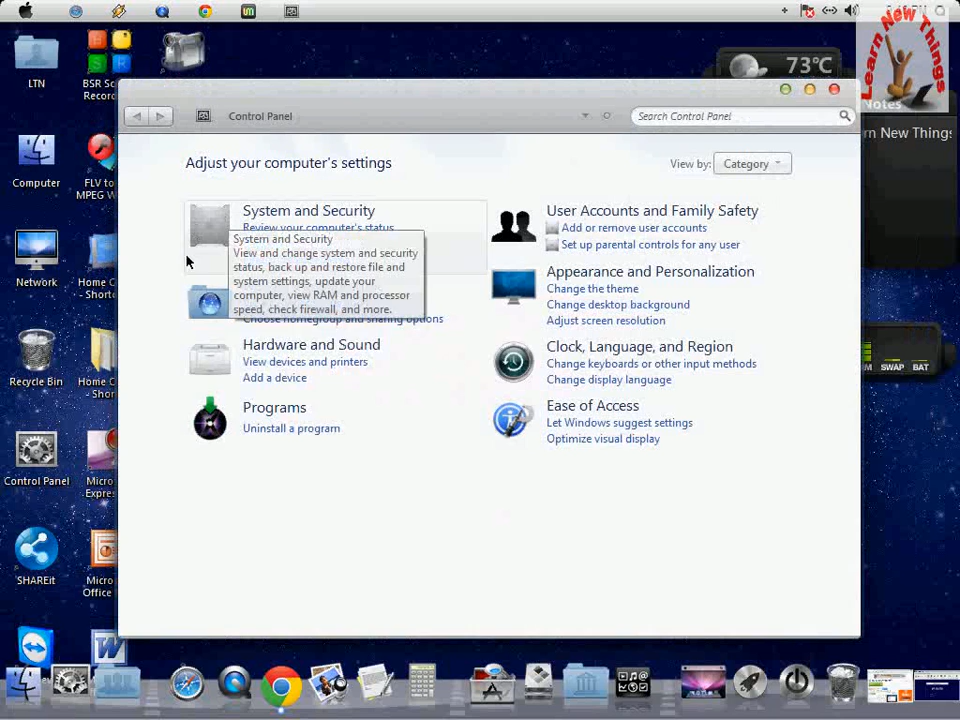 73℃
Learn New Things
Notes
rn New Things
LTN
BSR Sc
Record
Computer
FLV to
MPEG W
Network
Home C
- Shortc
Recycle Bin
Home C
- Shor
Control Panel
Micro
Expres
SHAREit
Micro
Office
SWAP
BAT
Control Panel
Search Control Panel
Adjust your computer's settings
View by:
Category
System and Security
Review your computer's status
System and Security
View and change system and security
status, back up and restore file and
system settings, update your
computer, view RAM and processor
speed, check firewall, and more.
Choose homegroup and sharing options
Hardware and Sound
View devices and printers
Add a device
Programs
Uninstall a program
User Accounts and Family Safety
Add or remove user accounts
Set up parental controls for any user
Appearance and Personalization
Change the theme
Change desktop background
Adjust screen resolution
Clock, Language, and Region
Change keyboards or other input methods
Change display language
Ease of Access
Let Windows suggest settings
Optimize visual display